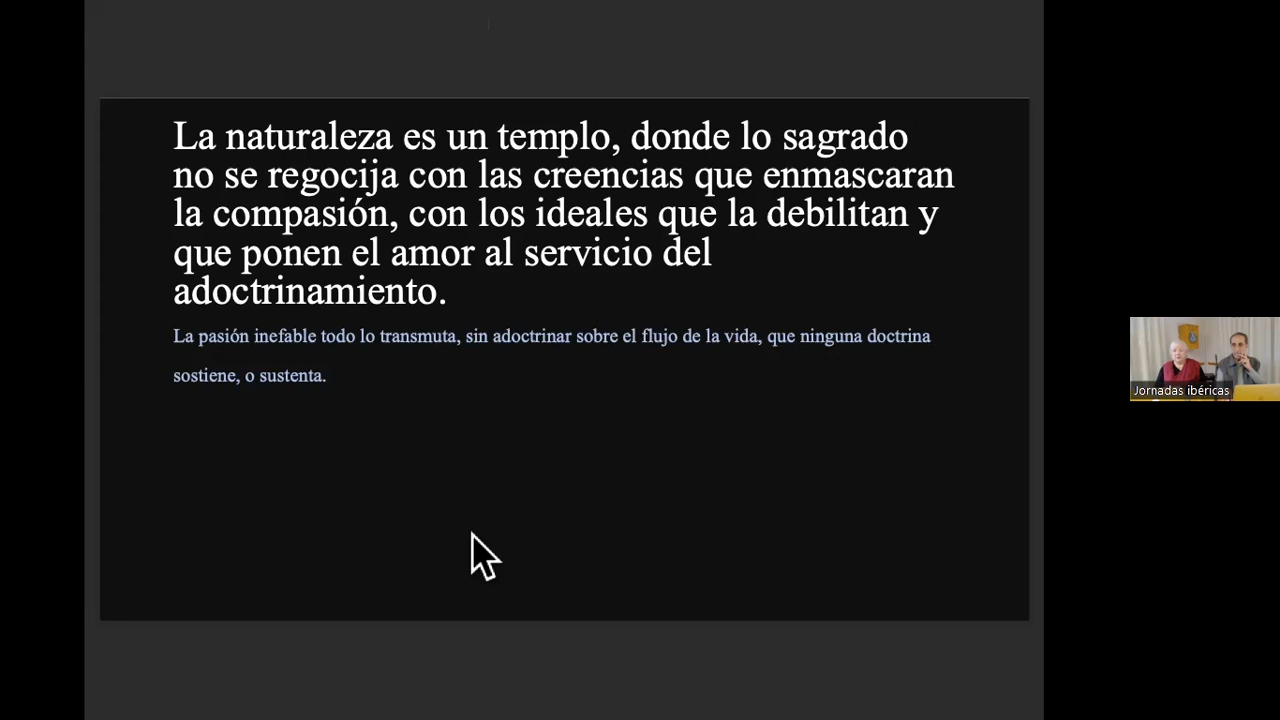 La naturaleza es un templo, donde lo sagrado
no se regocija con las creencias que enmascaran
la compasión, con los ideales que la debilitan y
que ponen el amor al servicio del
adoctrinamiento.
La pasión inefable todo lo transmuta, sin adoctrinar sobre el flujo de la vida, que ninguna doctrina
sostiene, o sustenta.
Jornadas ibéricas